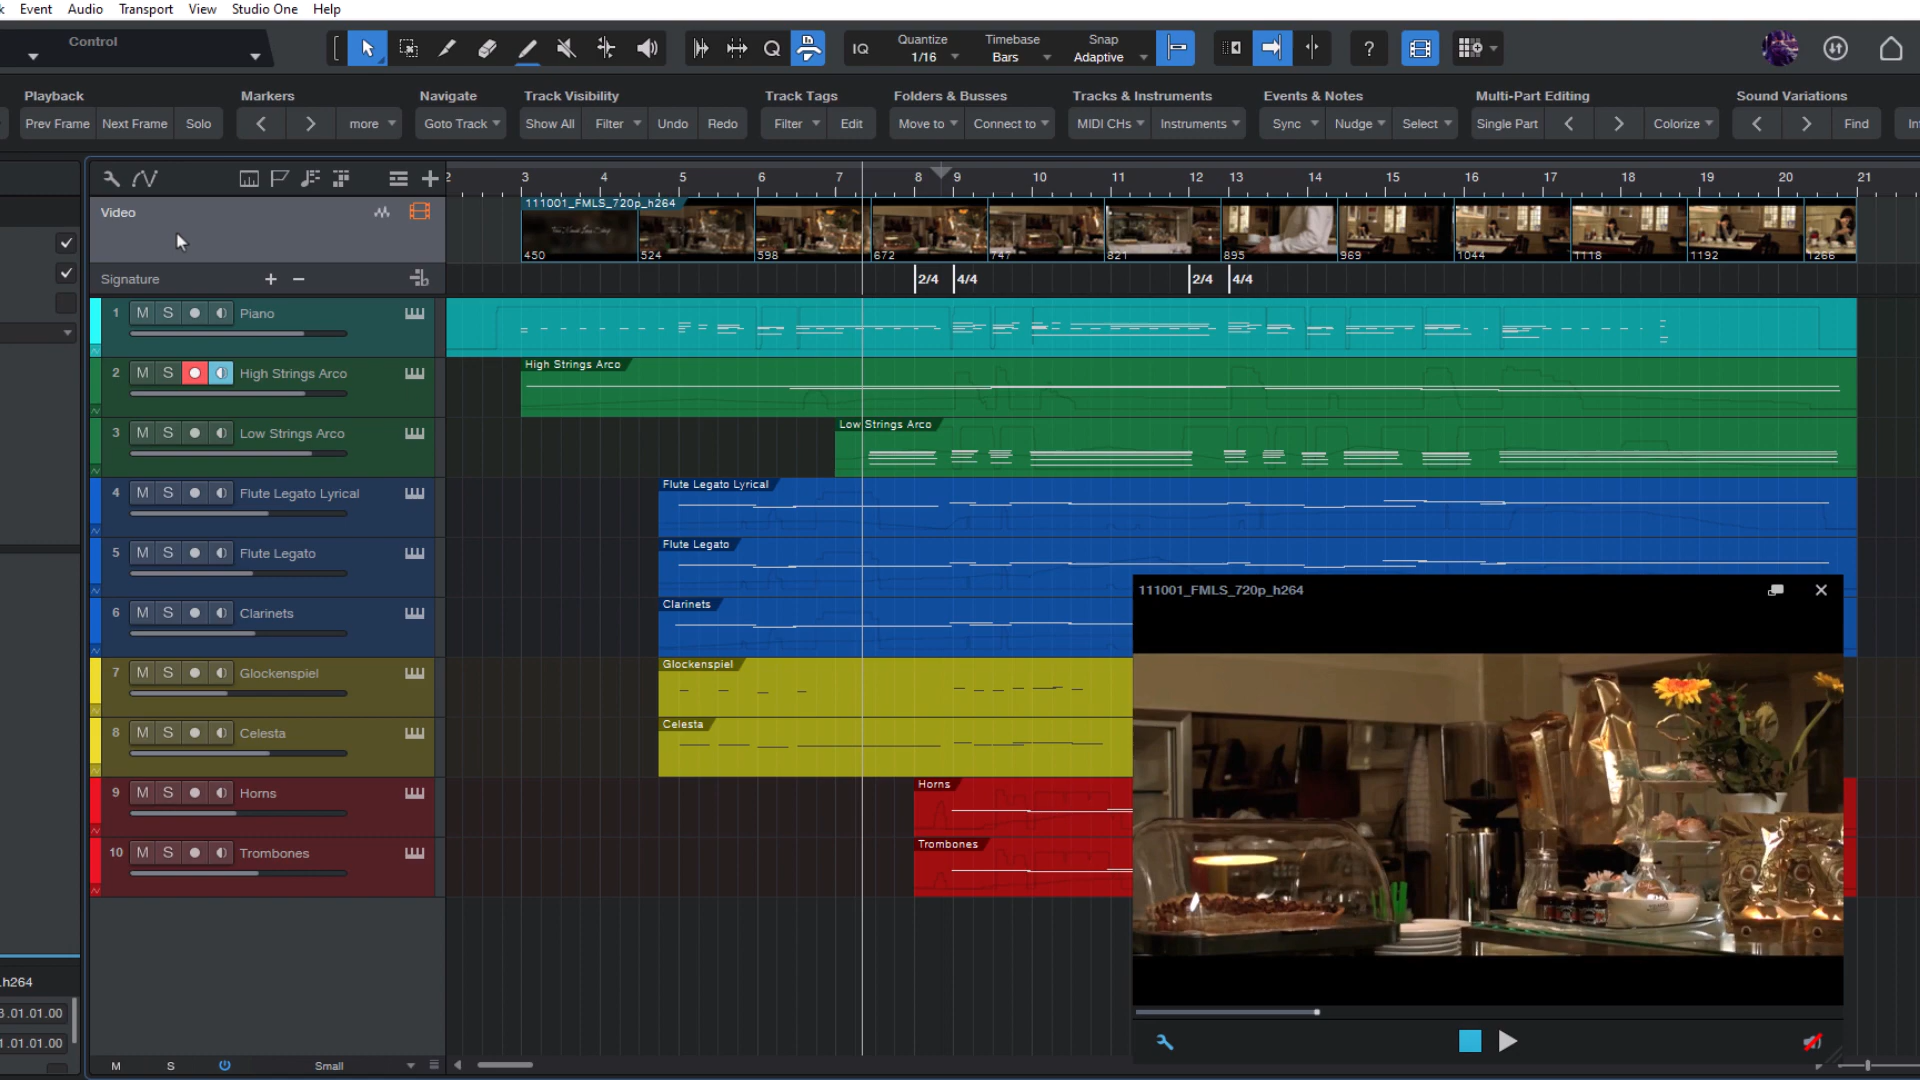 Event Audio Transport View Studio One Help
Control
IQ
Quantize
1/16
Timebase
Bars
Snap
Adaptive
?
Playback
Prev Frame Next Frame Solo
Markers
more
Navigate
Goto Track
Track Visibility
Show All Filter Undo Redo
Track Tags
Filter Edit
Folders & Busses
Move to Connect to
Tracks & Instruments
MIDI CHs Instruments
Events & Notes
Sync Nudge Select
Multi-Part Editing
Single Part Colorize
Sound Variations
Find
2 3 4 5 6 7 8 9 10 11 12 13 14 15 16 17 18 19 20 21
Video
111001_FMLS_720p_h264
450 524 598 672 747 821 895 969 1044 1118 1192 1266
Signature + −
2/4 4/4 2/4 4/4
1 M S Piano
2 M S High Strings Arco
High Strings Arco
3 M S Low Strings Arco
Low Strings Arco
4 M S Flute Legato Lyrical
Flute Legato Lyrical
5 M S Flute Legato
Flute Legato
6 M S Clarinets
Clarinets
7 M S Glockenspiel
Glockenspiel
8 M S Celesta
Celesta
9 M S Horns
Horns
10 M S Trombones
Trombones
111001_FMLS_720p_h264
.h264
3.01.01.00
1.01.01.00
M S Small